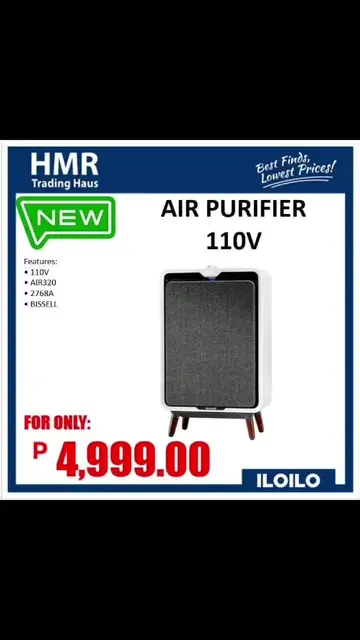 HMR
Trading Haus
Best Finds,
Lowest Prices!
NEW
AIR PURIFIER
110V
Features:
• 110V
• AIR320
• 2768A
• BISSELL
FOR ONLY:
₱ 4,999.00
ILOILO